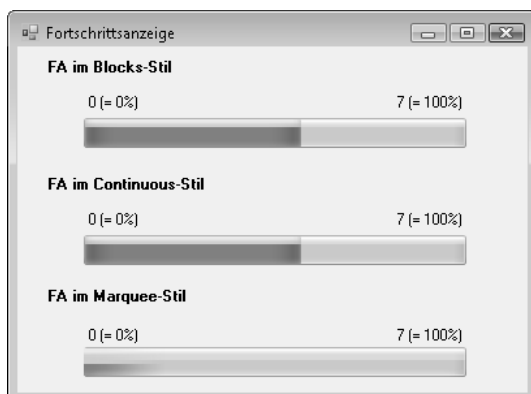 Fortschrittsanzeige
FA im Blocks-Stil
0 (= 0%) 7 (= 100%)
FA im Continuous-Stil
0 (= 0%) 7 (= 100%)
FA im Marquee-Stil
0 (= 0%) 7 (= 100%)